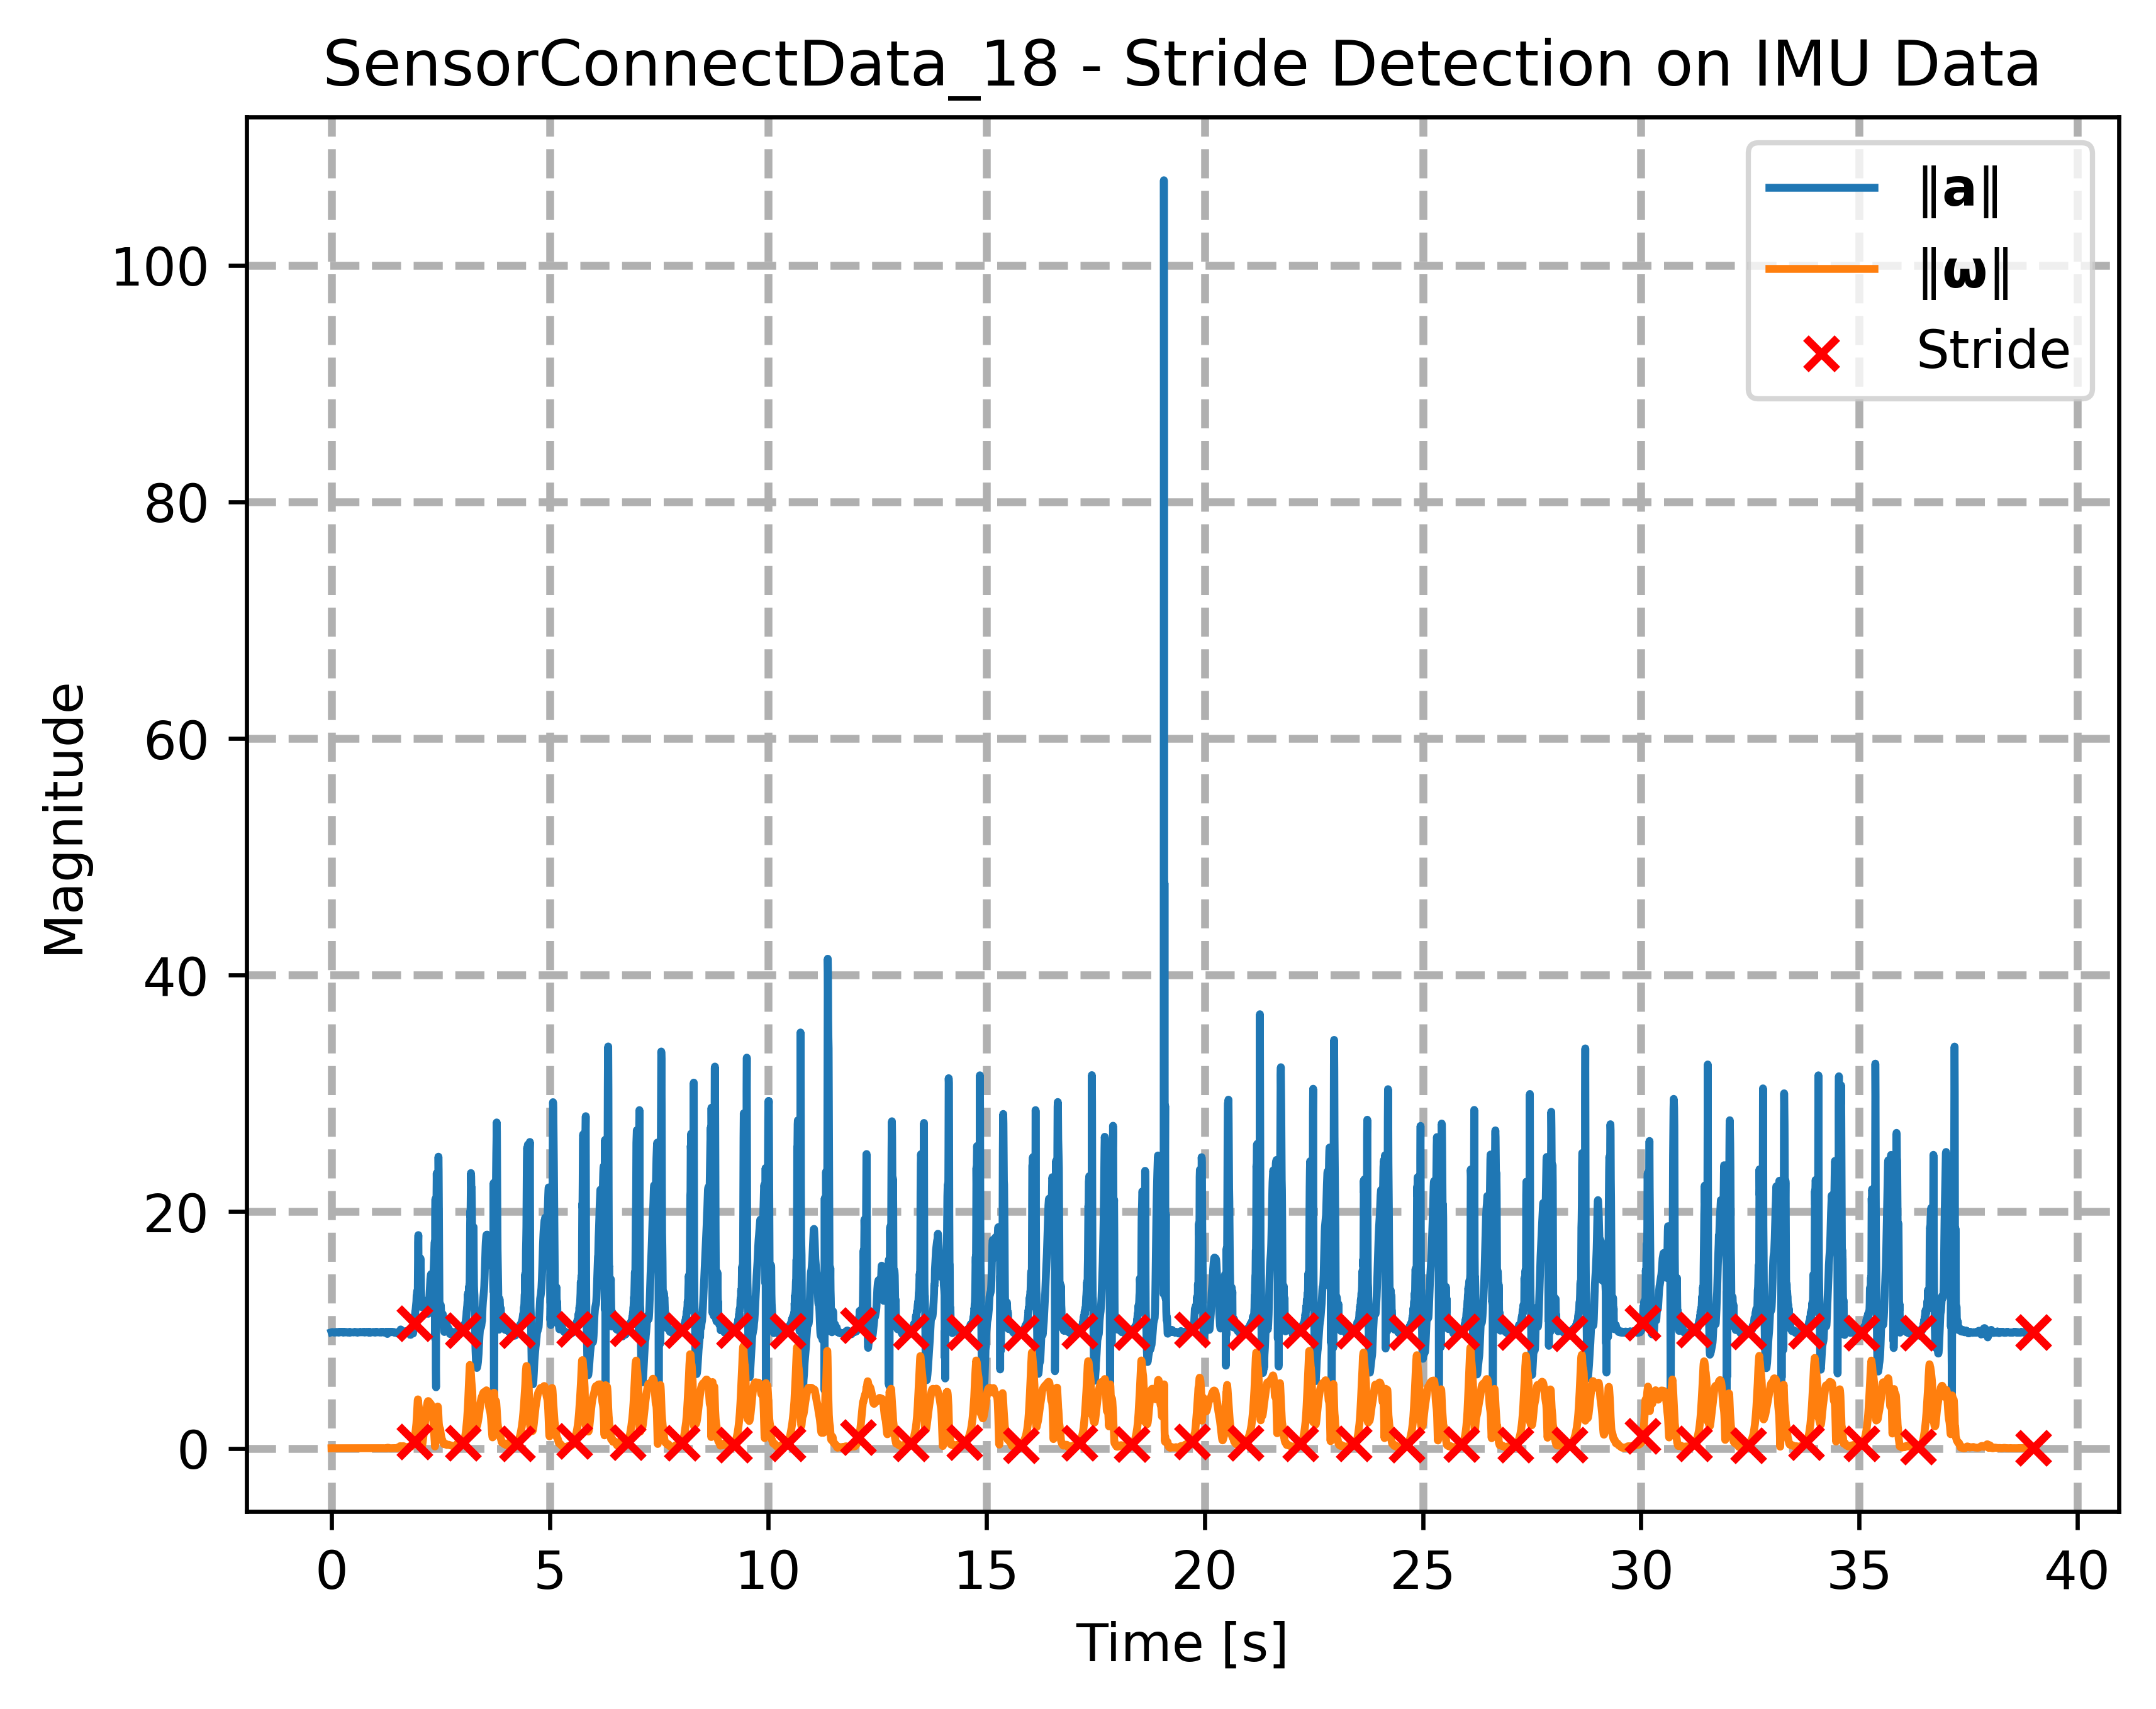 SensorConnectData_18 - Stride Detection on IMU Data
‖a‖
‖ω‖
Stride
Magnitude
100
80
60
40
20
0
0 5 10 15 20 25 30 35 40
Time [s]